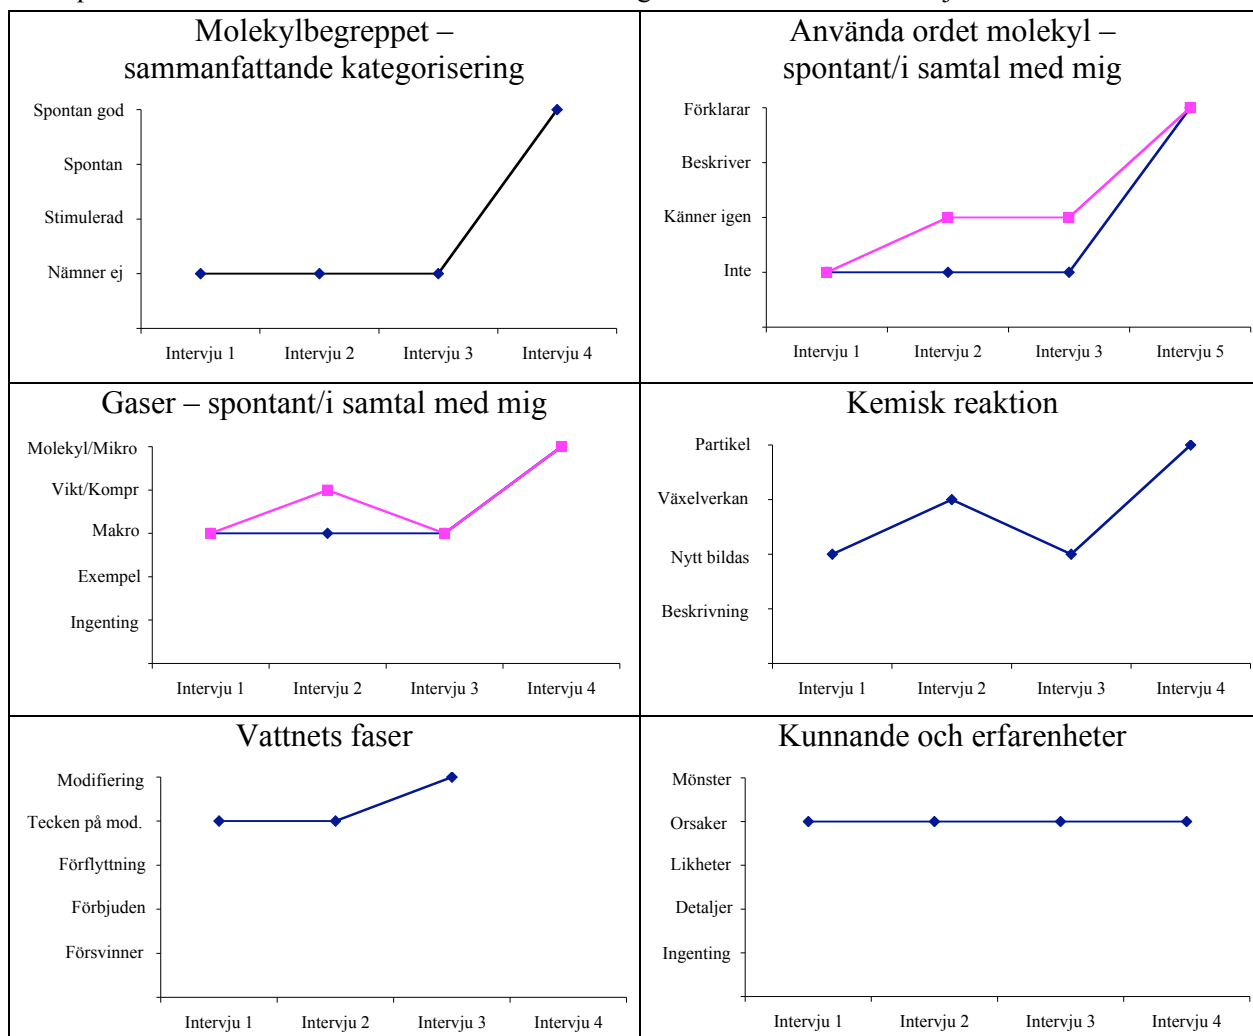 Molekylbegreppet –
sammanfattande kategorisering
Spontan god
Spontan
Stimulerad
Nämner ej
Intervju 1
Intervju 2
Intervju 3
Intervju 4
Använda ordet molekyl –
spontant/i samtal med mig
Förklarar
Beskriver
Känner igen
Inte
Intervju 1
Intervju 2
Intervju 3
Intervju 5
Gaser – spontant/i samtal med mig
Molekyl/Mikro
Vikt/Kompr
Makro
Exempel
Ingenting
Intervju 1
Intervju 2
Intervju 3
Intervju 4
Kemisk reaktion
Partikel
Växelverkan
Nytt bildas
Beskrivning
Intervju 1
Intervju 2
Intervju 3
Intervju 4
Vattnets faser
Modifiering
Tecken på mod.
Förflyttning
Förbjuden
Försvinner
Intervju 1
Intervju 2
Intervju 3
Intervju 4
Kunnande och erfarenheter
Mönster
Orsaker
Likheter
Detaljer
Ingenting
Intervju 1
Intervju 2
Intervju 3
Intervju 4